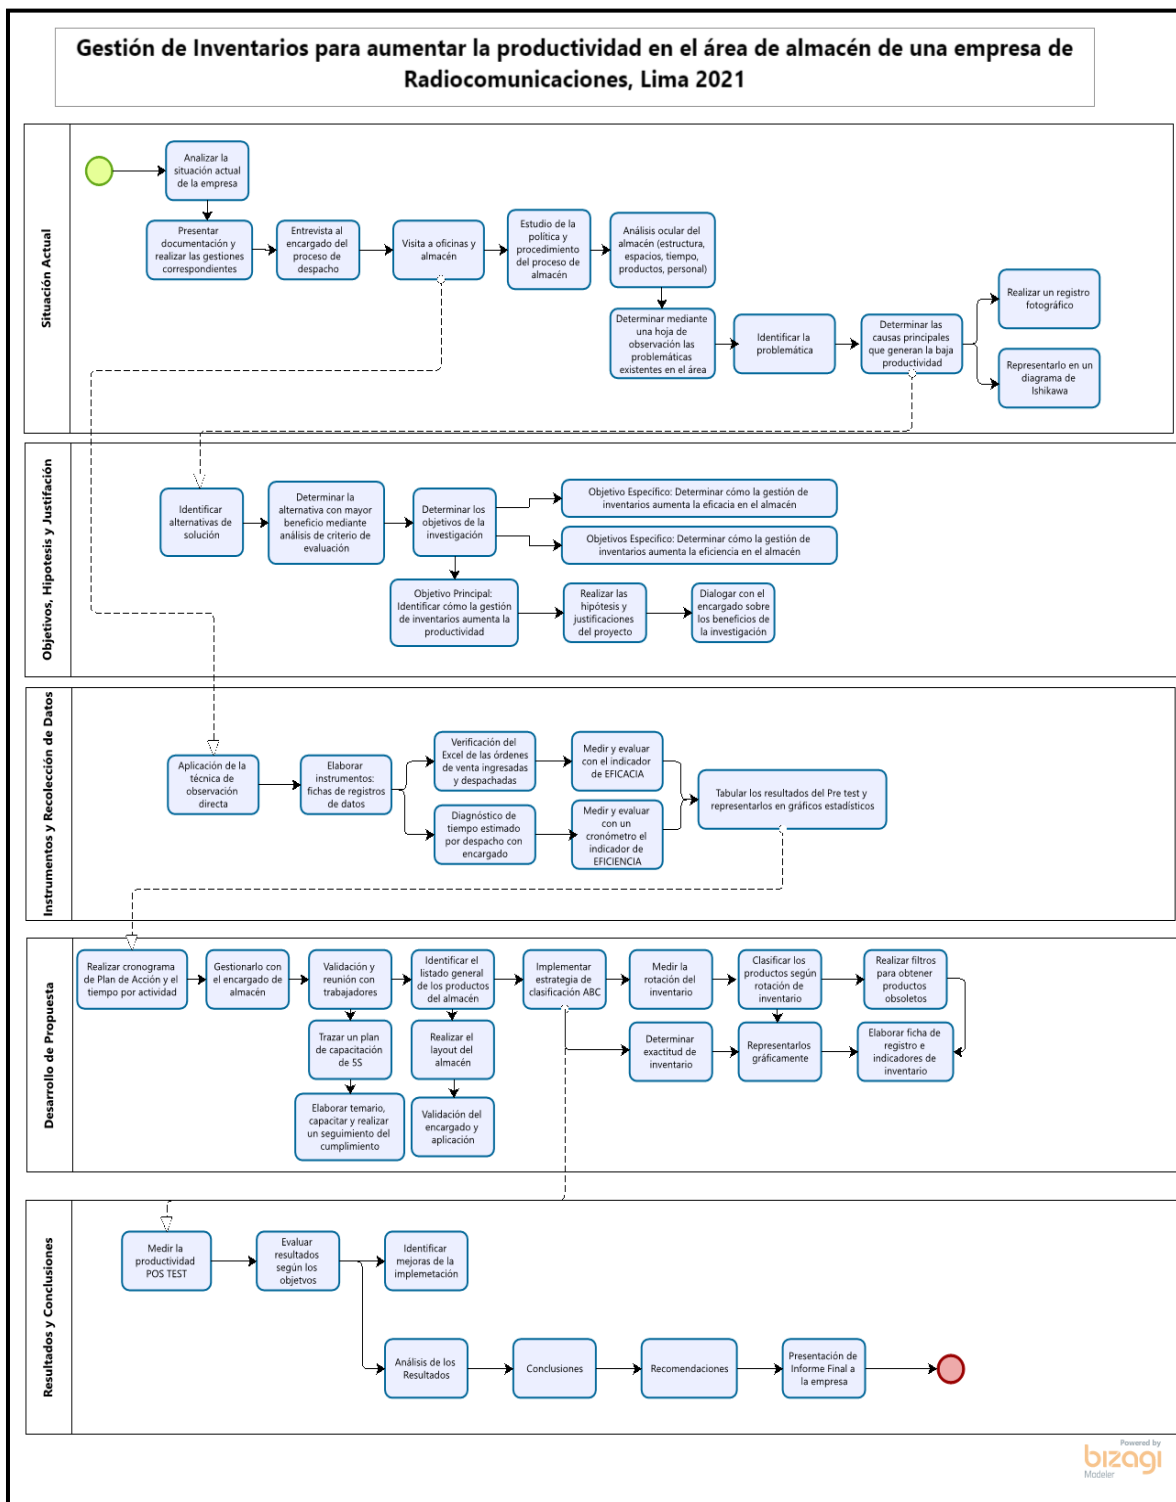 Gestión de Inventarios para aumentar la productividad en el área de almacén de una empresa de
Radiocomunicaciones, Lima 2021
Situación Actual
Analizar la
situación actual
de la empresa
Presentar
documentación y
realizar las gestiones
correspondientes
Entrevista al
encargado del
proceso de
despacho
Visita a oficinas y
almacén
Estudio de la
política y
procedimiento
del proceso de
almacén
Análisis ocular del
almacén (estructura,
espacios, tiempo,
productos, personal)
Determinar mediante
una hoja de
observación las
problemáticas
existentes en el área
Identificar la
problemática
Determinar las
causas principales
que generan la baja
productividad
Realizar un registro
fotográfico
Representarlo en un
diagrama de
Ishikawa
Objetivos, Hipotesis y Justifación
Identificar
alternativas de
solución
Determinar la
alternativa con mayor
beneficio mediante
análisis de criterio de
evaluación
Determinar los
objetivos de la
investigación
Objetivo Específico: Determinar cómo la gestión de
inventarios aumenta la eficacia en el almacén
Objetivos Especifico: Determinar cómo la gestión de
inventarios aumenta la eficiencia en el almacén
Objetivo Principal:
Identificar cómo la gestión
de inventarios aumenta la
productividad
Realizar las
hipótesis y
justificaciones
del proyecto
Dialogar con el
encargado sobre
los beneficios de
la investigación
Instrumentos y Recolección de Datos
Aplicación de la
técnica de
observación
directa
Elaborar
instrumentos:
fichas de registros
de datos
Verificación del
Excel de las órdenes
de venta ingresadas
y despachadas
Medir y evaluar
con el indicador
de EFICACIA
Diagnóstico de
tiempo estimado
por despacho con
encargado
Medir y evaluar
con un
cronómetro el
indicador de
EFICIENCIA
Tabular los resultados del Pre test y
representarlos en gráficos estadísticos
Desarrollo de Propuesta
Realizar cronograma
de Plan de Acción y el
tiempo por actividad
Gestionarlo con
el encargado de
almacén
Validación y
reunión con
trabajadores
Identificar el
listado general
de los productos
del almacén
Implementar
estrategia de
clasificación ABC
Medir la
rotación del
inventario
Clasificar los
productos según
rotación de
inventario
Realizar filtros
para obtener
productos
obsoletos
Trazar un plan
de capacitación
de 5S
Realizar el
layout del
almacén
Determinar
exactitud de
inventario
Representarlos
gráficamente
Elaborar ficha de
registro e
indicadores de
inventario
Elaborar temario,
capacitar y realizar
un seguimiento del
cumplimiento
Validación del
encargado y
aplicación
Resultados y Conclusiones
Medir la
productividad
POS TEST
Evaluar
resultados
según los
objetvos
Identificar
mejoras de la
implemetación
Análisis de los
Resultados
Conclusiones
Recomendaciones
Presentación de
Informe Final a
la empresa
Powered by
bizagi
Modeler